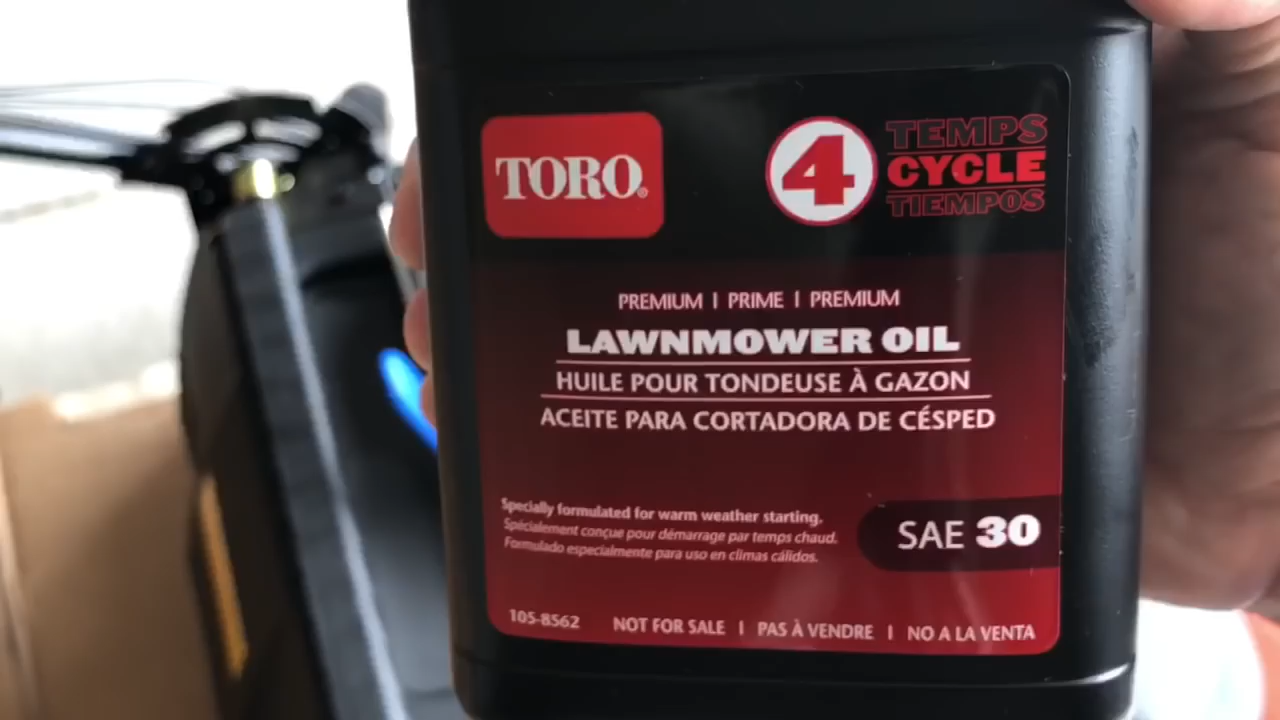 TORO
4
TEMPS
CYCLE
TIEMPOS
PREMIUM | PRIME | PREMIUM
LAWNMOWER OIL
HUILE POUR TONDEUSE À GAZON
ACEITE PARA CORTADORA DE CÉSPED
Specially formulated for warm weather starting.
Spécialement conçue pour démarrage par temps chaud.
Formulado especialmente para uso en climas cálidos.
SAE 30
105-8562
NOT FOR SALE | PAS À VENDRE | NO A LA VENTA